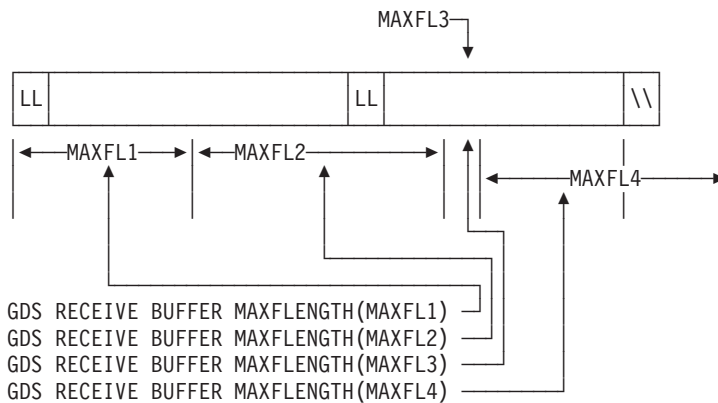 MAXFL3
LL LL \\
MAXFL1 MAXFL2 MAXFL4
GDS RECEIVE BUFFER MAXFLENGTH(MAXFL1)
GDS RECEIVE BUFFER MAXFLENGTH(MAXFL2)
GDS RECEIVE BUFFER MAXFLENGTH(MAXFL3)
GDS RECEIVE BUFFER MAXFLENGTH(MAXFL4)